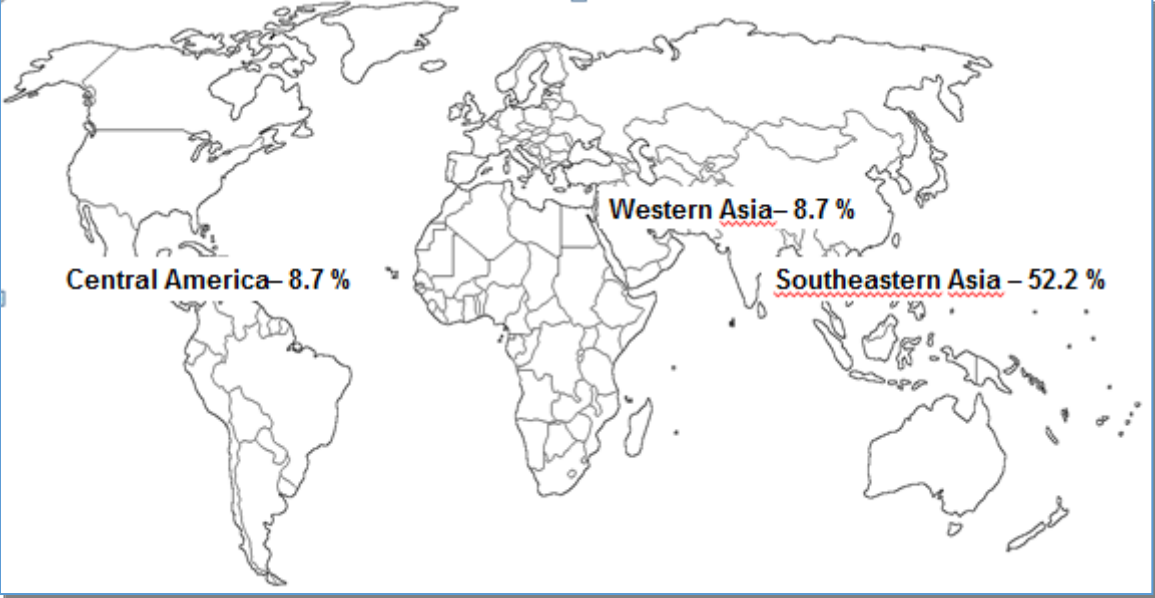 Western Asia– 8.7 %
Central America– 8.7 %
Southeastern Asia – 52.2 %